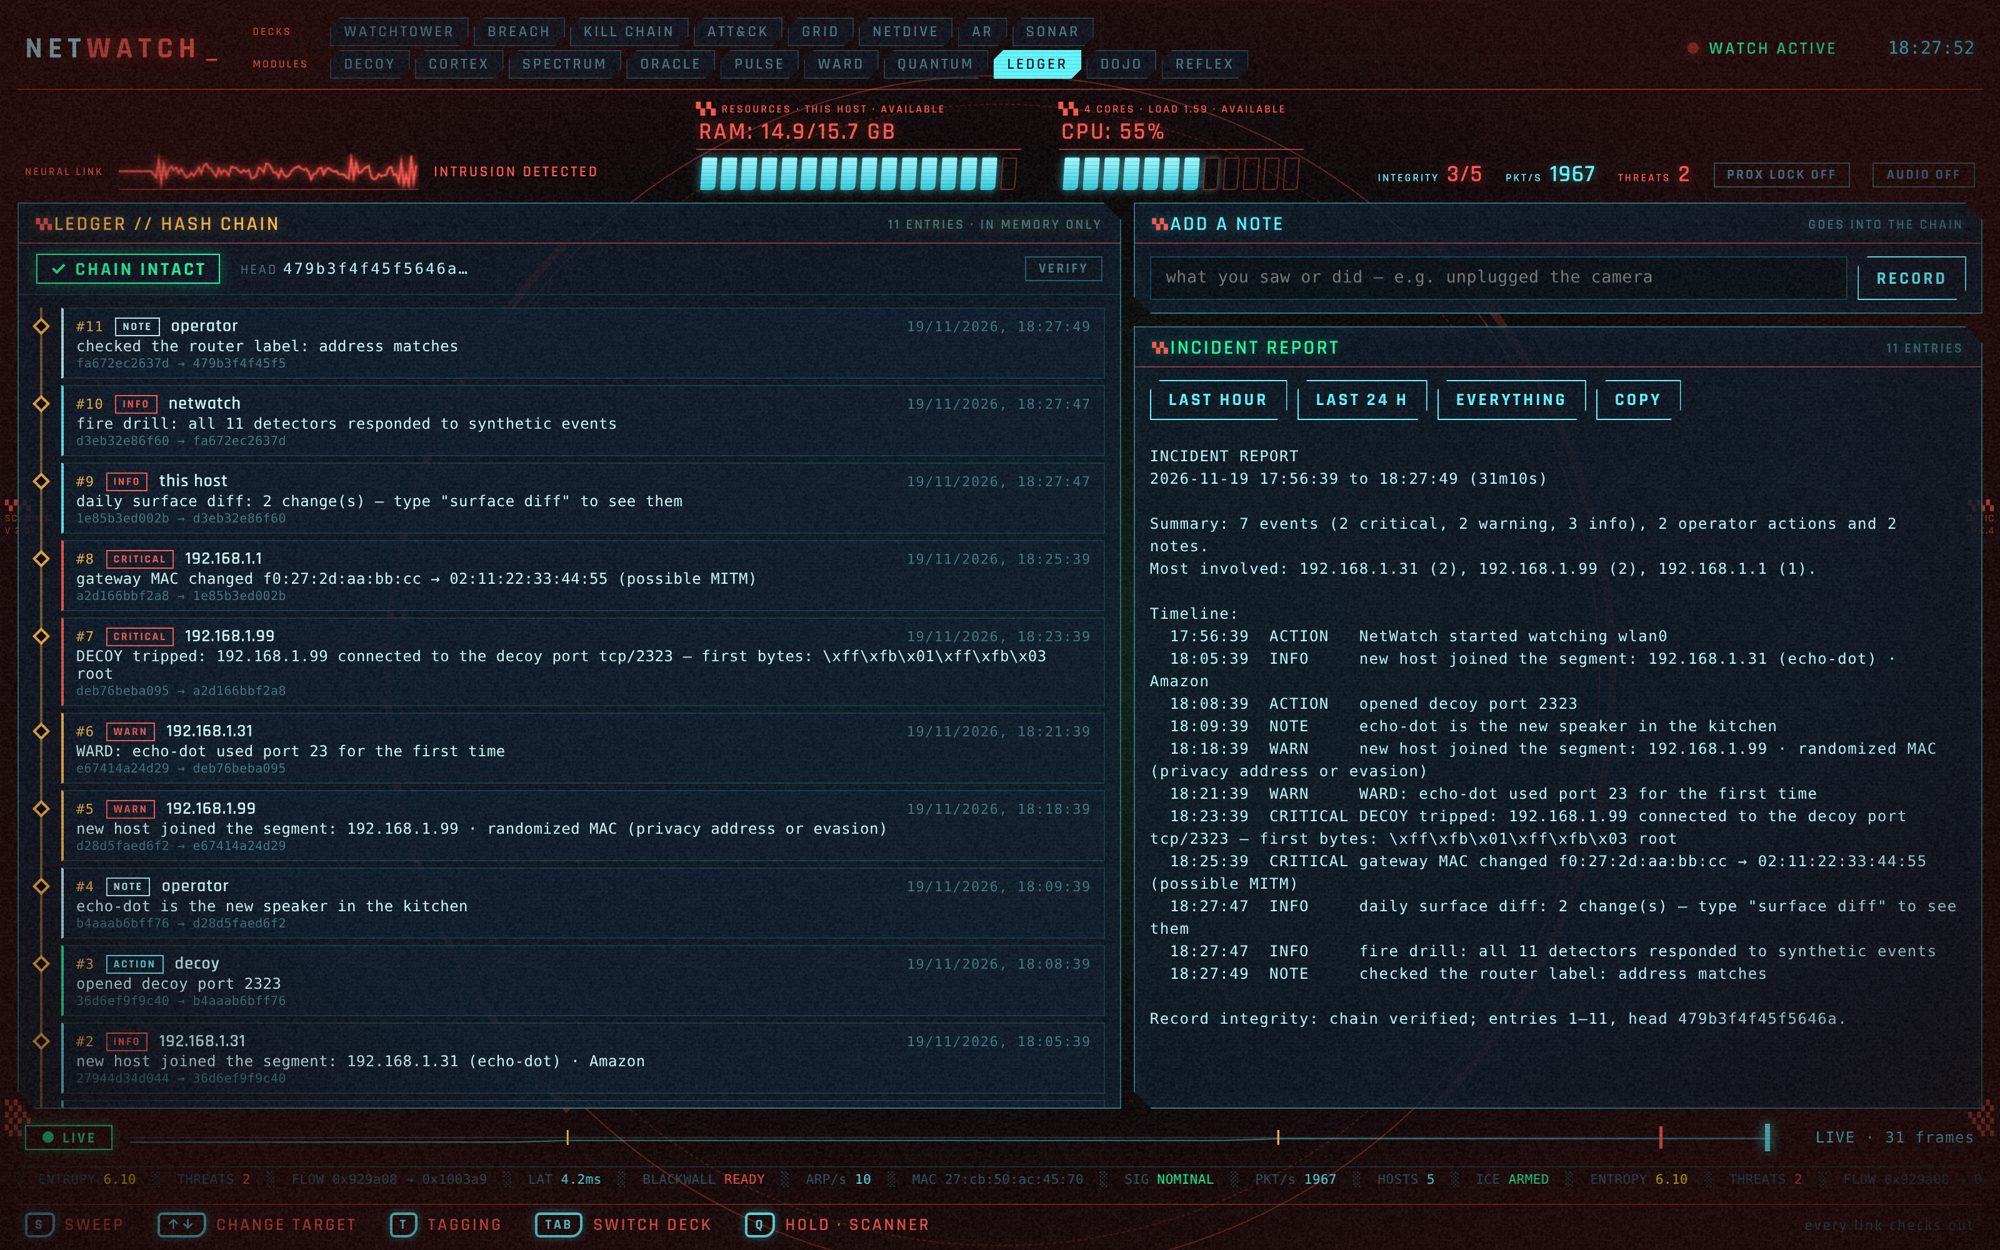 NETWATCH_
DECKS
WATCHTOWER BREACH KILL CHAIN ATT&CK GRID NETDIVE AR SONAR
MODULES
DECOY CORTEX SPECTRUM ORACLE PULSE WARD QUANTUM LEDGER DOJO REFLEX
WATCH ACTIVE 18:27:52
NEURAL LINK
INTRUSION DETECTED
RESOURCES · THIS HOST · AVAILABLE
RAM: 14.9/15.7 GB
4 CORES · LOAD 1.59 · AVAILABLE
CPU: 55%
INTEGRITY 3/5 PKT/S 1967 THREATS 2 PROX LOCK OFF AUDIO OFF
LEDGER // HASH CHAIN 11 ENTRIES · IN MEMORY ONLY
✓ CHAIN INTACT HEAD 479b3f4f45f5646a… VERIFY
#11 NOTE operator 19/11/2026, 18:27:49
checked the router label: address matches
fa672ec2637d → 479b3f4f45f5
#10 INFO netwatch 19/11/2026, 18:27:47
fire drill: all 11 detectors responded to synthetic events
d3eb32e86f60 → fa672ec2637d
#9 INFO this host 19/11/2026, 18:27:47
daily surface diff: 2 change(s) — type "surface diff" to see them
1e85b3ed002b → d3eb32e86f60
#8 CRITICAL 192.168.1.1 19/11/2026, 18:25:39
gateway MAC changed f0:27:2d:aa:bb:cc → 02:11:22:33:44:55 (possible MITM)
a2d166bbf2a8 → 1e85b3ed002b
#7 CRITICAL 192.168.1.99 19/11/2026, 18:23:39
DECOY tripped: 192.168.1.99 connected to the decoy port tcp/2323 — first bytes: \xff\xfb\x01\xff\xfb\x03
root
deb76beba095 → a2d166bbf2a8
#6 WARN 192.168.1.31 19/11/2026, 18:21:39
WARD: echo-dot used port 23 for the first time
e67414a24d29 → deb76beba095
#5 WARN 192.168.1.99 19/11/2026, 18:18:39
new host joined the segment: 192.168.1.99 · randomized MAC (privacy address or evasion)
d28d5faed6f2 → e67414a24d29
#4 NOTE operator 19/11/2026, 18:09:39
echo-dot is the new speaker in the kitchen
b4aaab6bff76 → d28d5faed6f2
#3 ACTION decoy 19/11/2026, 18:08:39
opened decoy port 2323
36d6ef9f9c40 → b4aaab6bff76
#2 INFO 192.168.1.31 19/11/2026, 18:05:39
new host joined the segment: 192.168.1.31 (echo-dot) · Amazon
27944d34d044 → 36d6ef9f9c40
ADD A NOTE GOES INTO THE CHAIN
what you saw or did — e.g. unplugged the camera RECORD
INCIDENT REPORT 11 ENTRIES
LAST HOUR LAST 24 H EVERYTHING COPY
INCIDENT REPORT
2026-11-19 17:56:39 to 18:27:49 (31m10s)
Summary: 7 events (2 critical, 2 warning, 3 info), 2 operator actions and 2
notes.
Most involved: 192.168.1.31 (2), 192.168.1.99 (2), 192.168.1.1 (1).
Timeline:
17:56:39 ACTION NetWatch started watching wlan0
18:05:39 INFO new host joined the segment: 192.168.1.31 (echo-dot) ·
Amazon
18:08:39 ACTION opened decoy port 2323
18:09:39 NOTE echo-dot is the new speaker in the kitchen
18:18:39 WARN new host joined the segment: 192.168.1.99 · randomized MAC
(privacy address or evasion)
18:21:39 WARN WARD: echo-dot used port 23 for the first time
18:23:39 CRITICAL DECOY tripped: 192.168.1.99 connected to the decoy port
tcp/2323 — first bytes: \xff\xfb\x01\xff\xfb\x03 root
18:25:39 CRITICAL gateway MAC changed f0:27:2d:aa:bb:cc → 02:11:22:33:44:55
(possible MITM)
18:27:47 INFO daily surface diff: 2 change(s) — type "surface diff" to see
them
18:27:47 INFO fire drill: all 11 detectors responded to synthetic events
18:27:49 NOTE checked the router label: address matches
Record integrity: chain verified; entries 1–11, head 479b3f4f45f5646a.
LIVE LIVE · 31 frames
ENTROPY 6.10 THREATS 2 FLOW 0x929a08 → 0x1003a9 LAT 4.2ms BLACKWALL READY ARP/s 10 MAC 27:cb:50:ac:45:70 SIG NOMINAL PKT/s 1967 HOSTS 5 ICE ARMED ENTROPY 6.10 THREATS 2 FLOW 0x929a08 → 0
S SWEEP ↑↓ CHANGE TARGET T TAGGING TAB SWITCH DECK Q HOLD · SCANNER every link checks out